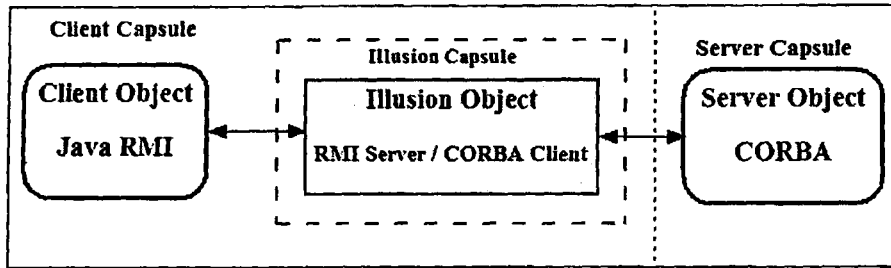 Client Capsule
Client Object
Java RMI
Illusion Capsule
Illusion Object
RMI Server / CORBA Client
Server Capsule
Server Object
CORBA